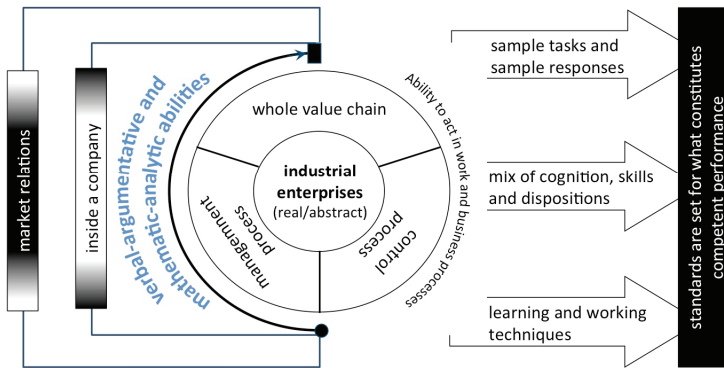 market relations
inside a company
verbal-argumentative and
mathematic-analytic abilities
whole value chain
industrial
enterprises
(real/abstract)
management
process
control
process
Ability to act in work and business processes
sample tasks and
sample responses
mix of cognition, skills
and dispositions
learning and working
techniques
standards are set for what constitutes
competent performance